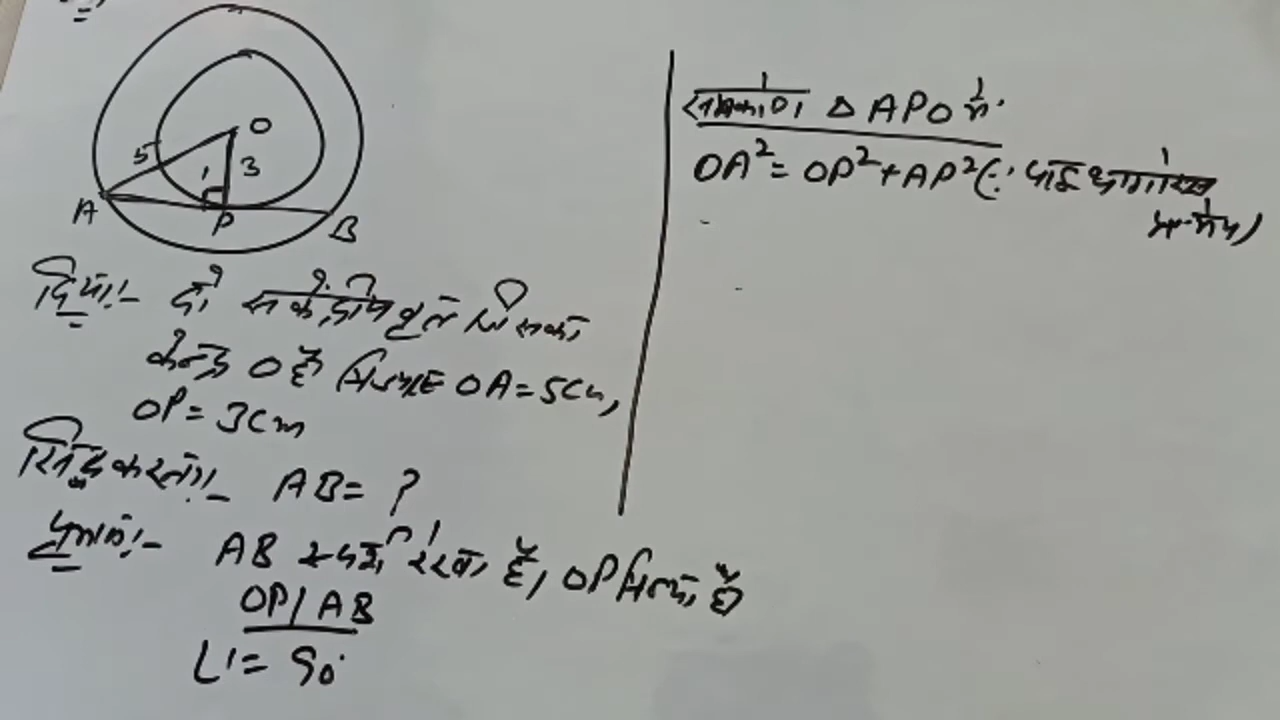 O
5
1
3
A
P
B
दिया:- दो संकेन्द्रीय वृत्त जिसका
केन्द्र O है जिसमें OA = 5cm,
OP = 3cm
सिद्ध करना:- AB = ?
प्रमाण:- AB स्पर्श रेखा है, OP त्रिज्या है
OP | AB
∠1 = 90°
समकोण Δ APO में
OA² = OP² + AP² (∵ पाइथागोरस
प्रमेय)